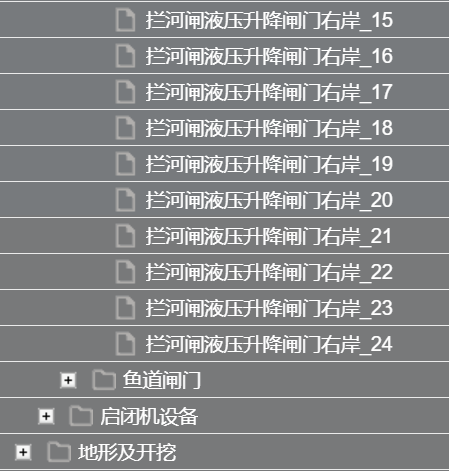 拦河闸液压升降闸门右岸_15
拦河闸液压升降闸门右岸_16
拦河闸液压升降闸门右岸_17
拦河闸液压升降闸门右岸_18
拦河闸液压升降闸门右岸_19
拦河闸液压升降闸门右岸_20
拦河闸液压升降闸门右岸_21
拦河闸液压升降闸门右岸_22
拦河闸液压升降闸门右岸_23
拦河闸液压升降闸门右岸_24
鱼道闸门
启闭机设备
地形及开挖